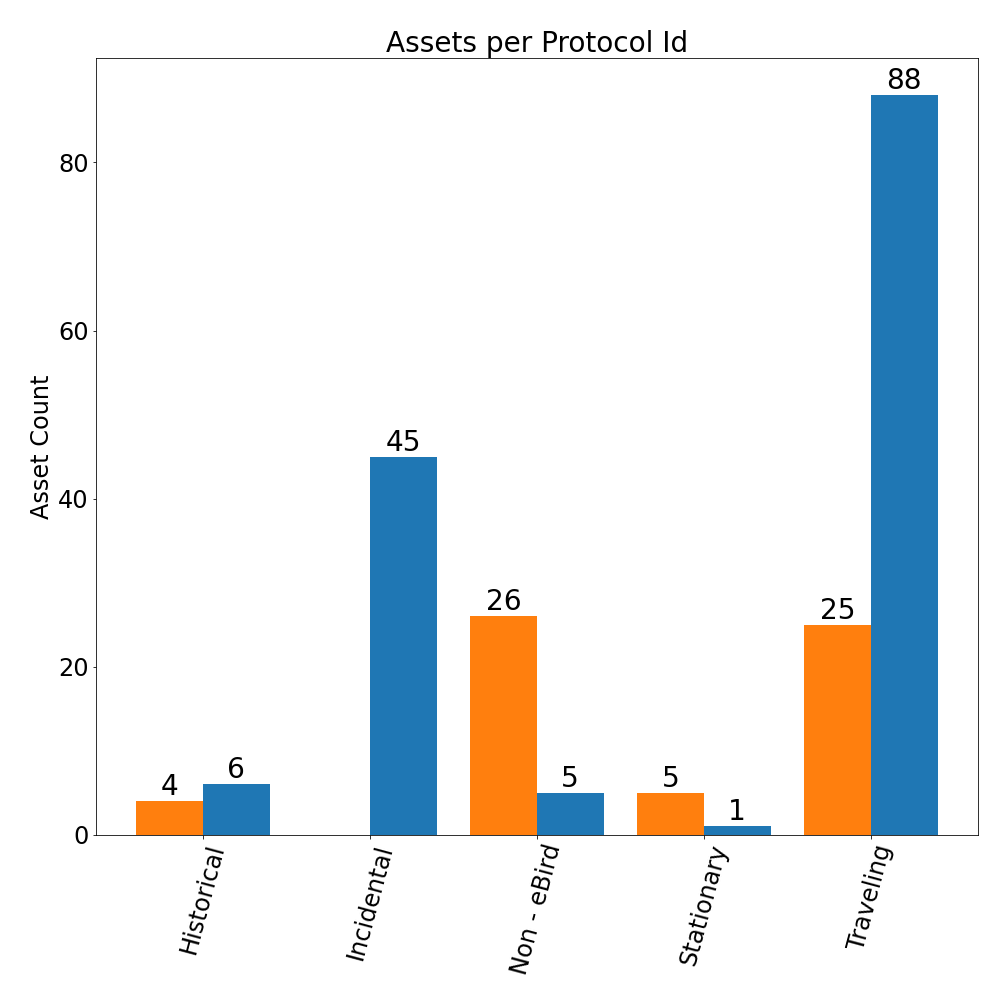 Assets per Protocol Id
Asset Count
80
60
40
20
0
4
6
45
26
5
5
1
25
88
Historical
Incidental
Non - eBird
Stationary
Traveling